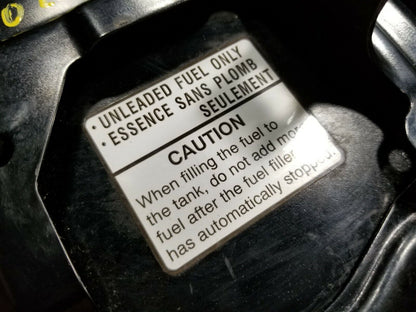 • UNLEADED FUEL ONLY
• ESSENCE SANS PLOMB
SEULEMENT
CAUTION
When filling the fuel to
the tank, do not add more
fuel after the fuel filler
has automatically stopped.